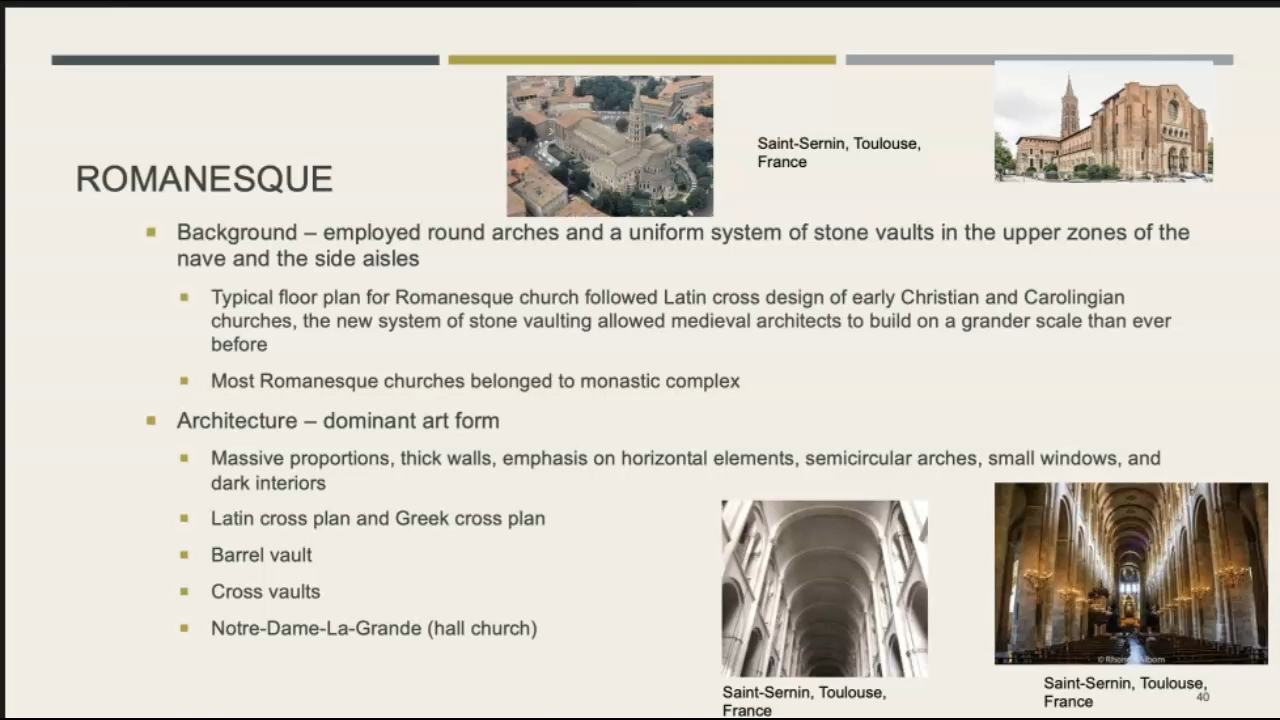 Saint-Sernin, Toulouse,
France
ROMANESQUE
Background – employed round arches and a uniform system of stone vaults in the upper zones of the
nave and the side aisles
Typical floor plan for Romanesque church followed Latin cross design of early Christian and Carolingian
churches, the new system of stone vaulting allowed medieval architects to build on a grander scale than ever
before
Most Romanesque churches belonged to monastic complex
Architecture – dominant art form
Massive proportions, thick walls, emphasis on horizontal elements, semicircular arches, small windows, and
dark interiors
Latin cross plan and Greek cross plan
Barrel vault
Cross vaults
Notre-Dame-La-Grande (hall church)
Saint-Sernin, Toulouse,
France
Saint-Sernin, Toulouse,
France
40